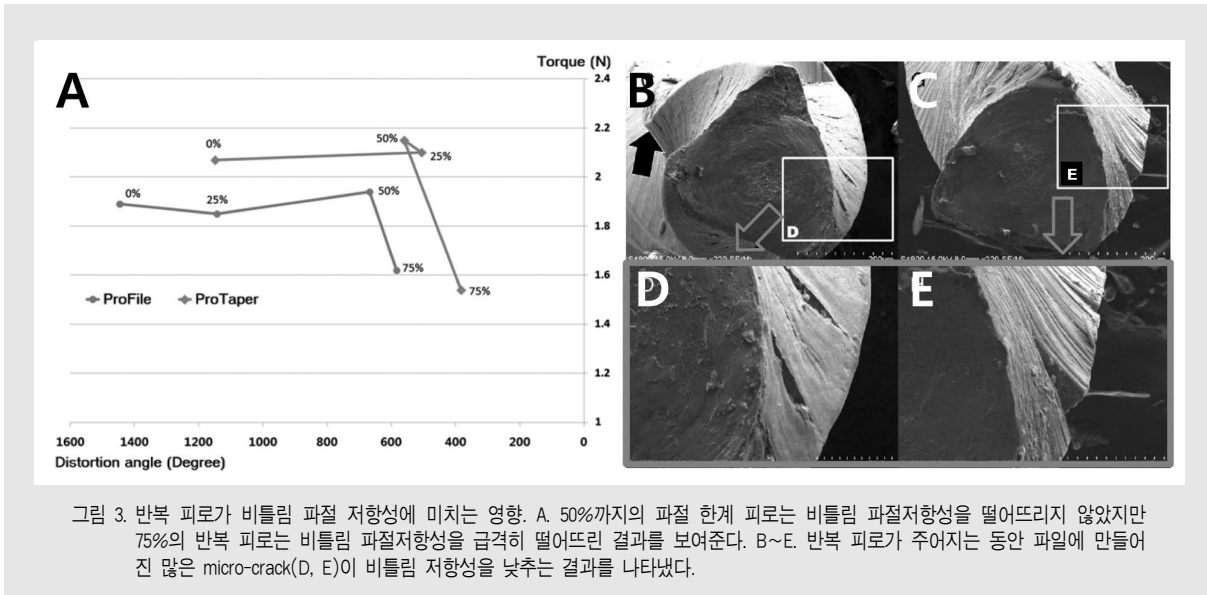 A
Torque (N)
2.4
2.2
2
1.8
1.6
1.4
1.2
1
0%
50%
25%
75%
0%
25%
50%
75%
ProFile
ProTaper
1600
1400
1200
1000
800
600
400
200
0
Distortion angle (Degree)
B
D
C
E
D
E
그림 3. 반복 피로가 비틀림 파절 저항성에 미치는 영향. A. 50%까지의 파절 한계 피로는 비틀림 파절저항성을 떨어뜨리지 않았지만
75%의 반복 피로는 비틀림 파절저항성을 급격히 떨어뜨린 결과를 보여준다. B~E. 반복 피로가 주어지는 동안 파일에 만들어
진 많은 micro-crack(D, E)이 비틀림 저항성을 낮추는 결과를 나타냈다.